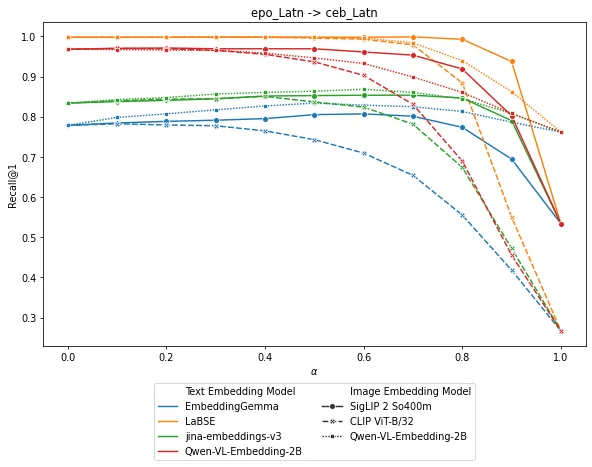 epo_Latn -> ceb_Latn
1.0
0.9
0.8
0.7
0.6
0.5
0.4
0.3
Recall@1
0.0 0.2 0.4 0.6 0.8 1.0
α
Text Embedding Model Image Embedding Model
EmbeddingGemma SigLIP 2 So400m
LaBSE CLIP ViT-B/32
jina-embeddings-v3 Qwen-VL-Embedding-2B
Qwen-VL-Embedding-2B